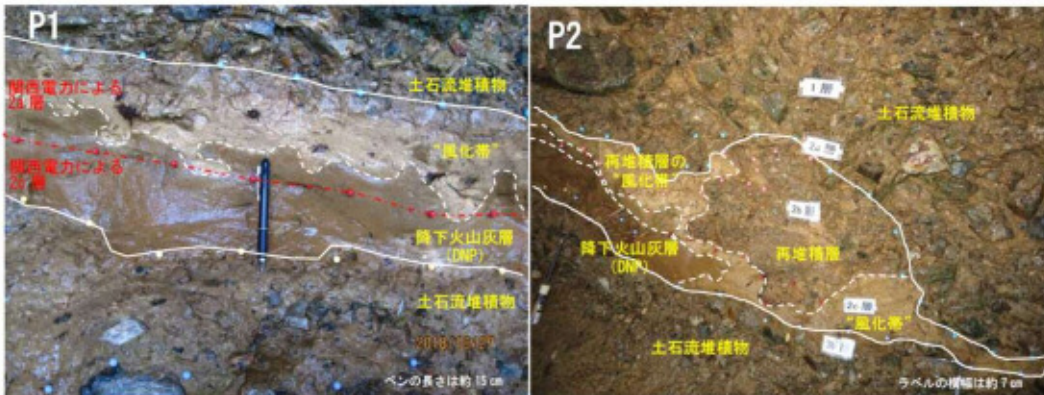 P1
土石流堆積物
関西電力による
2a層
"風化帯"
関西電力による
2c層
降下火山灰層
(DNP)
土石流堆積物
ペンの長さは約15cm
P2
1層
土石流堆積物
2a層
再堆積層の
"風化帯"
2b層
降下火山灰層
(DNP)
再堆積層
2c層
"風化帯"
土石流堆積物
ラベルの横幅は約7cm